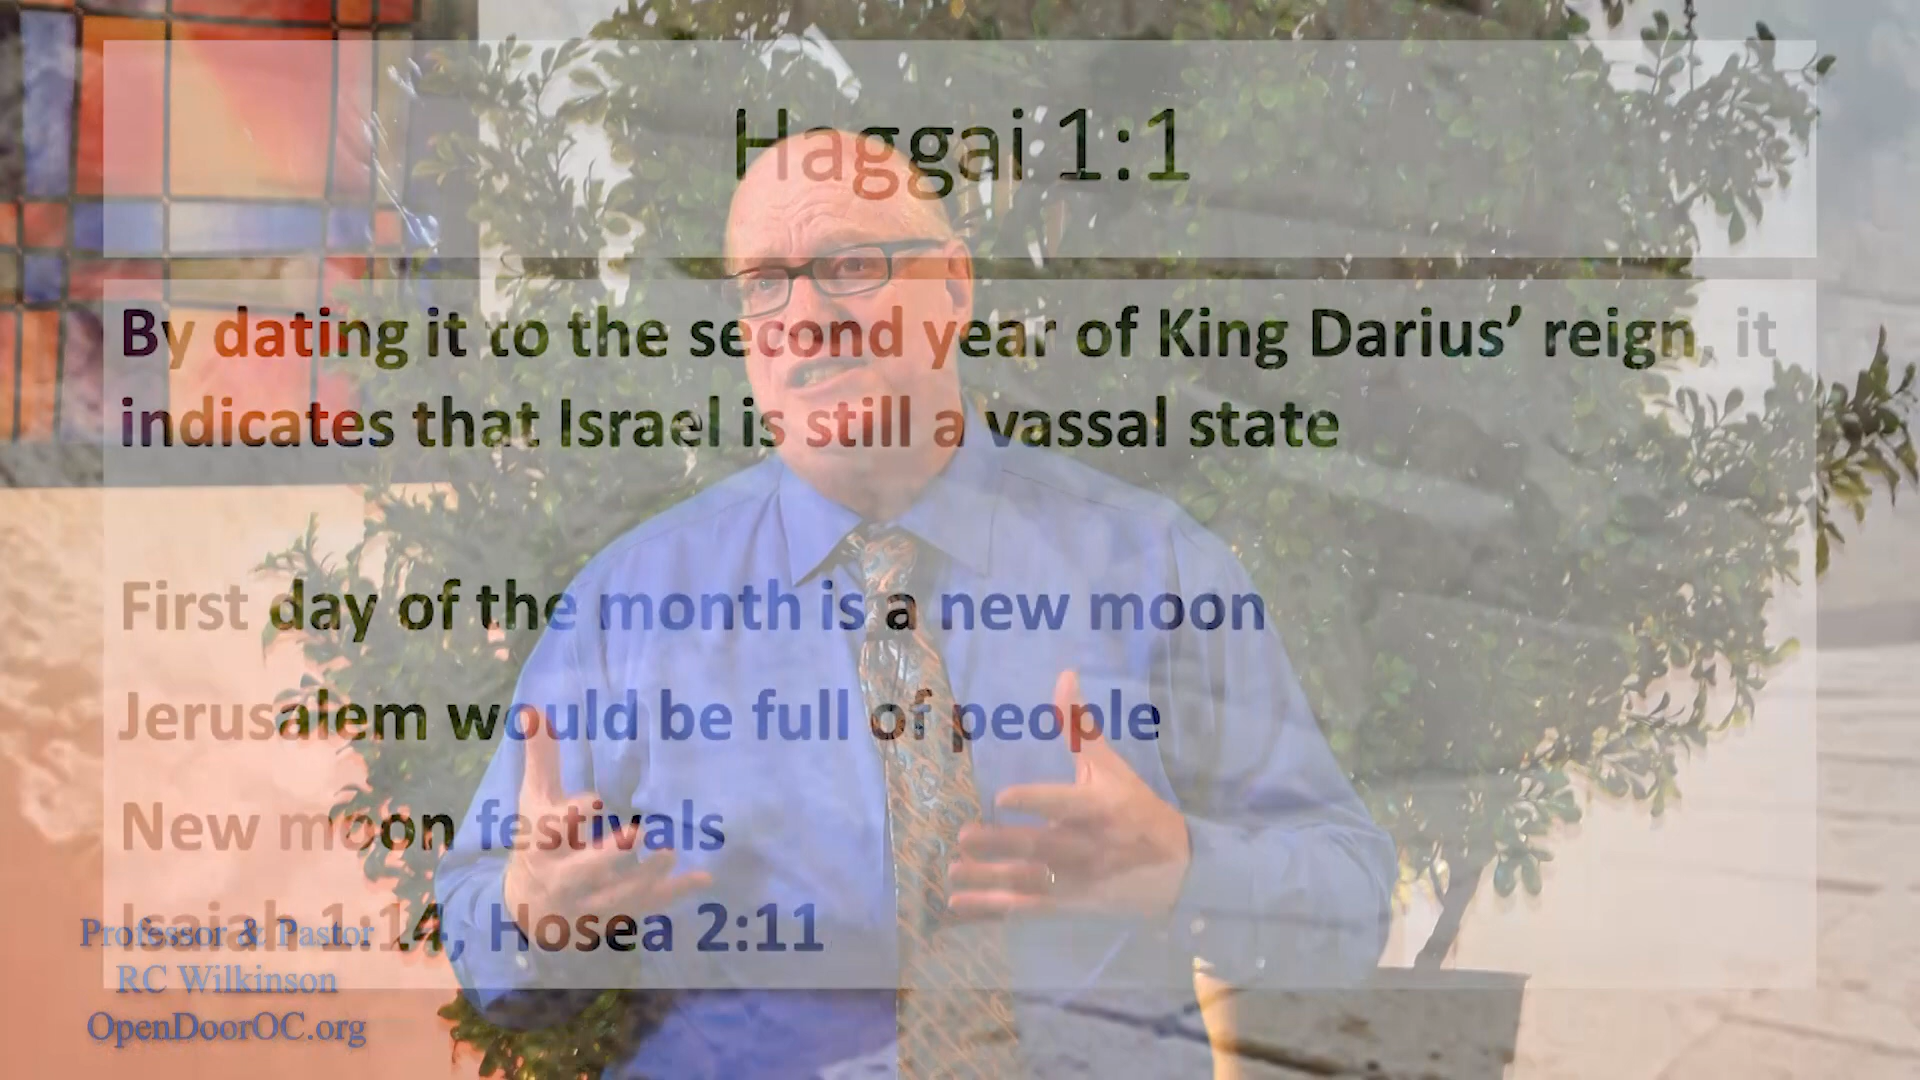 Haggai 1:1
By dating it to the second year of King Darius’ reign, it
indicates that Israel is still a vassal state
First day of the month is a new moon
Jerusalem would be full of people
New moon festivals
Isaiah 1:14, Hosea 2:11
Professor & Pastor
RC Wilkinson
OpenDoorOC.org